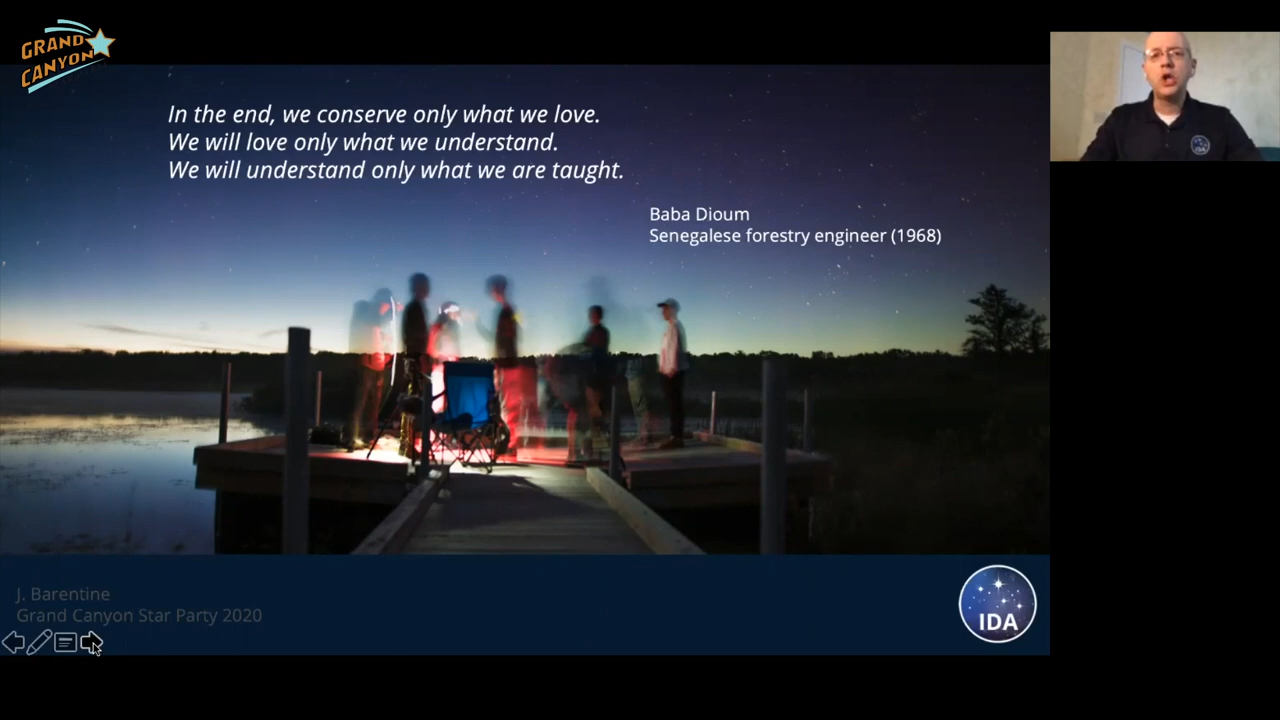 GRAND
CANYON
In the end, we conserve only what we love.
We will love only what we understand.
We will understand only what we are taught.
Baba Dioum
Senegalese forestry engineer (1968)
IDA
J. Barentine
Grand Canyon Star Party 2020
IDA